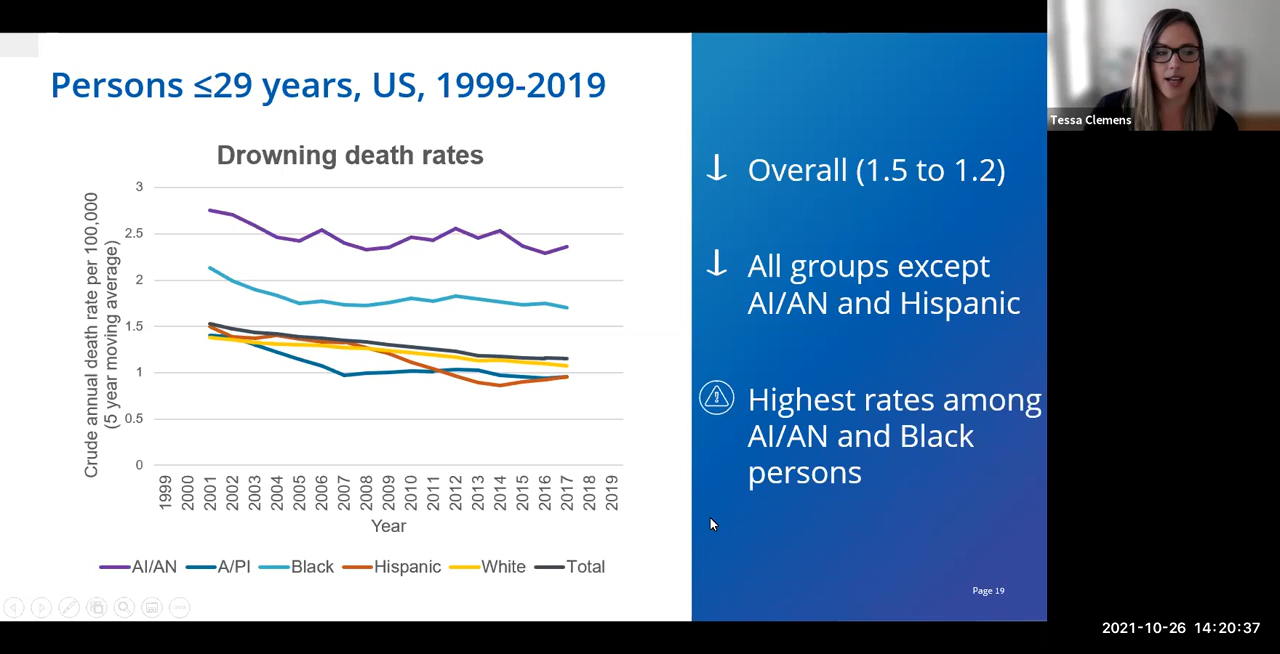 Persons ≤29 years, US, 1999-2019
Drowning death rates
Crude annual death rate per 100,000
(5 year moving average)
3
2.5
2
1.5
1
0.5
0
1999
2000
2001
2002
2003
2004
2005
2006
2007
2008
2009
2010
2011
2012
2013
2014
2015
2016
2017
2018
2019
Year
AI/AN A/PI Black Hispanic White Total
Overall (1.5 to 1.2)
All groups except
AI/AN and Hispanic
Highest rates among
AI/AN and Black
persons
Page 19
Tessa Clemens
2021-10-26 14:20:37